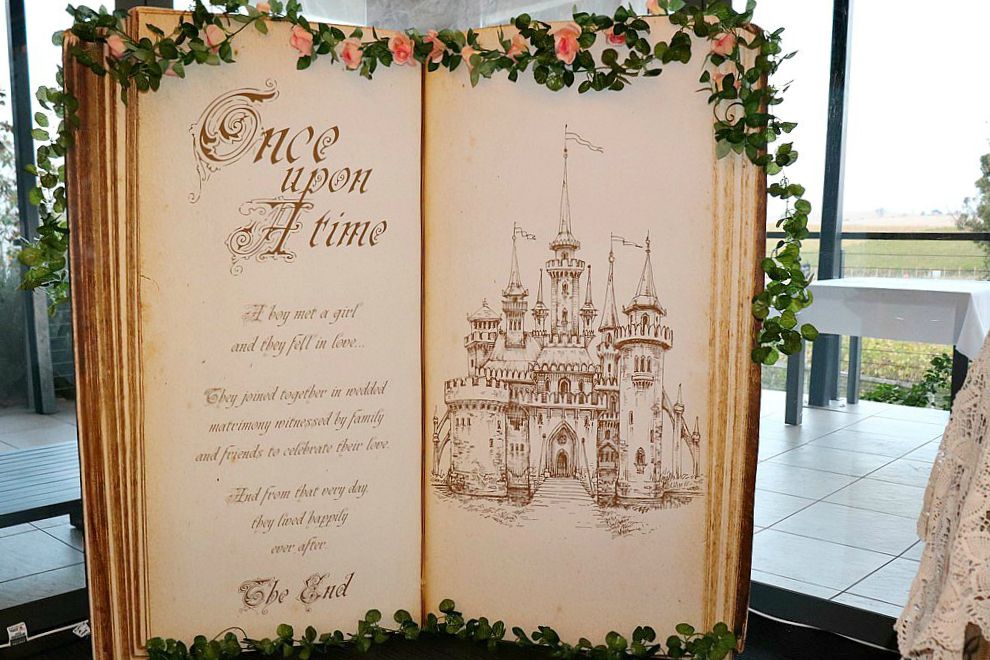 Once
upon
A time
A boy met a girl
and they fell in love...
They joined together in wedded
matrimony witnessed by family
and friends to celebrate their love.
And from that very day,
they lived happily
ever after.
The End